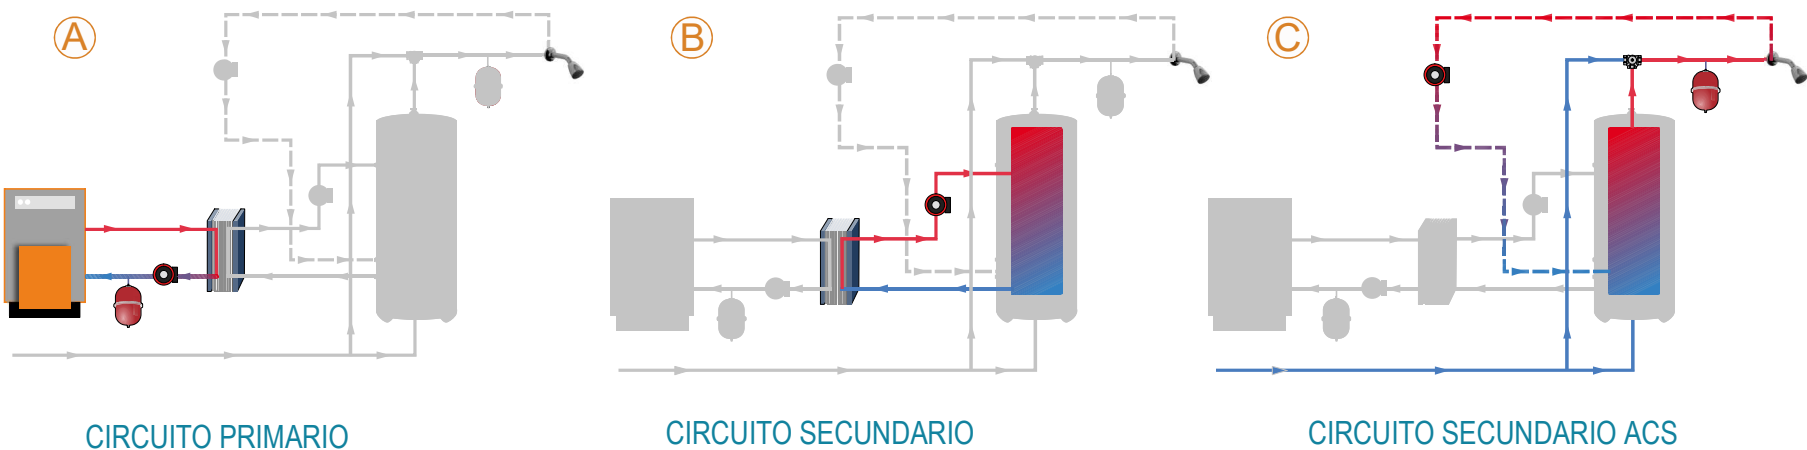 A
B
C
CIRCUITO PRIMARIO
CIRCUITO SECUNDARIO
CIRCUITO SECUNDARIO ACS